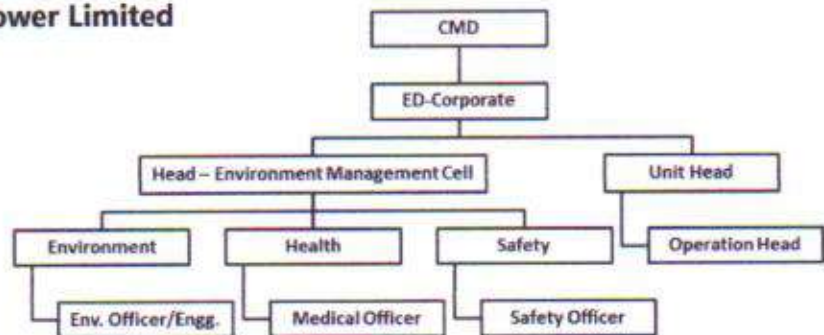 ower Limited
CMD
ED-Corporate
Head – Environment Management Cell
Unit Head
Environment
Health
Safety
Operation Head
Env. Officer/Engg.
Medical Officer
Safety Officer